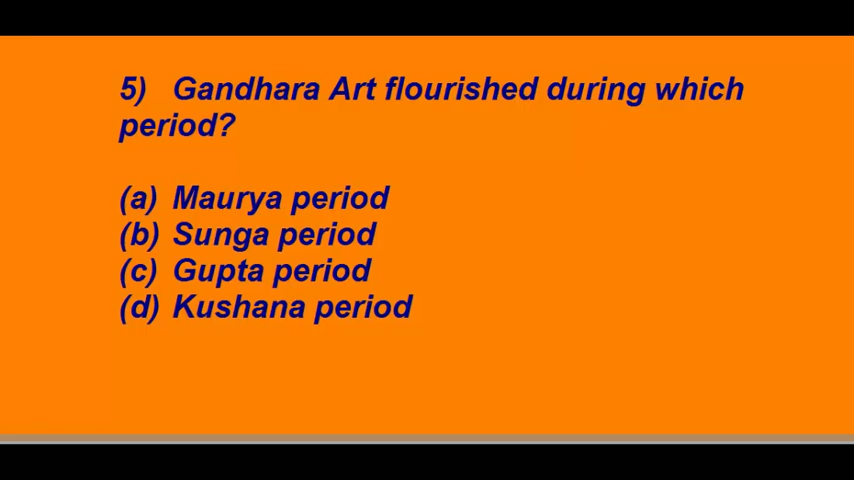 5) Gandhara Art flourished during which
period?
(a) Maurya period
(b) Sunga period
(c) Gupta period
(d) Kushana period